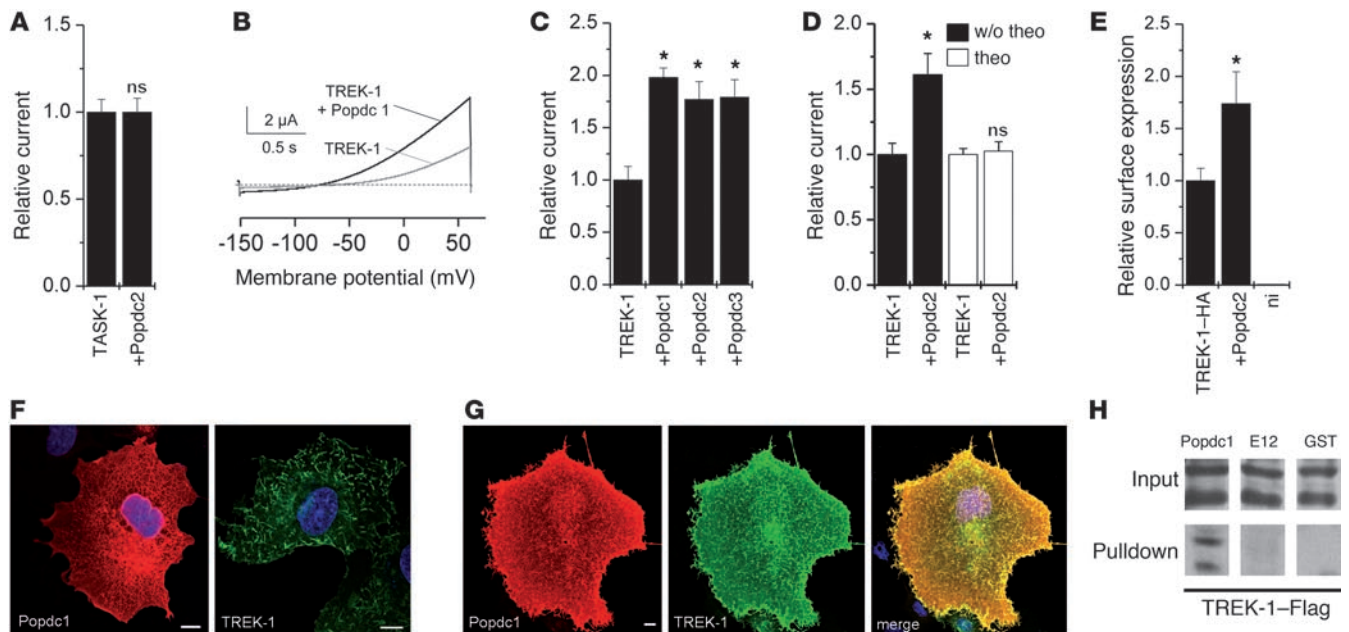 A
1.5
1.0
0.5
0.0
Relative current
ns
TASK-1
+Popdc2
B
TREK-1
+ Popdc 1
2 µA
0.5 s
TREK-1
-150 -100 -50 0 50
Membrane potential (mV)
C
2.5
2.0
1.5
1.0
0.5
0.0
Relative current
* * *
TREK-1
+Popdc1
+Popdc2
+Popdc3
D
2.0
1.5
1.0
0.5
0.0
Relative current
*
w/o theo
theo
ns
TREK-1
+Popdc2
TREK-1
+Popdc2
E
2.5
2.0
1.5
1.0
0.5
0.0
Relative surface expression
*
TREK-1–HA
+Popdc2
ni
F
Popdc1
TREK-1
G
Popdc1
TREK-1
merge
H
Popdc1 E12 GST
Input
Pulldown
TREK-1–Flag